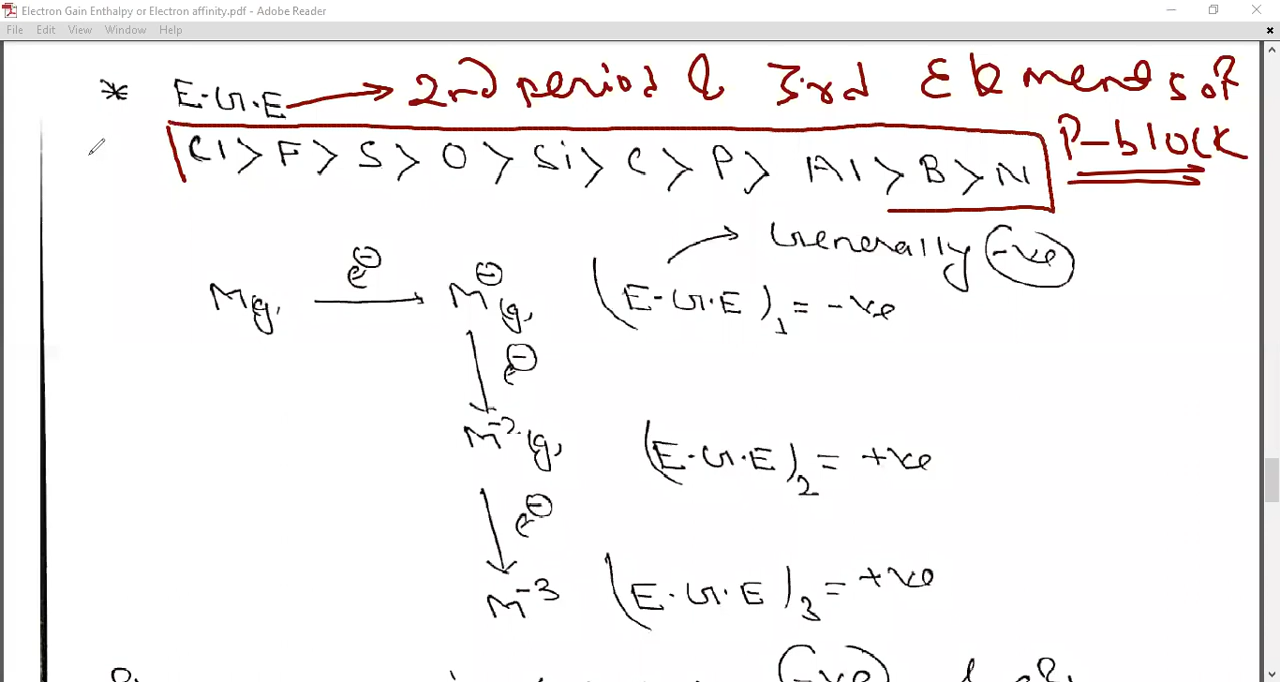 Electron Gain Enthalpy or Electron affinity.pdf - Adobe Reader
File Edit View Window Help
* E.G.E → 2nd period & 3rd Elements of
P-block
Cl > F > S > O > Si > C > P > Al > B > N
Generally -ve
M(g) e⊖ → M⊖(g) (E.G.E)₁ = -ve
e⊖
M⁻²(g) (E.G.E)₂ = +ve
e⊖
M⁻³ (E.G.E)₃ = +ve
-ve